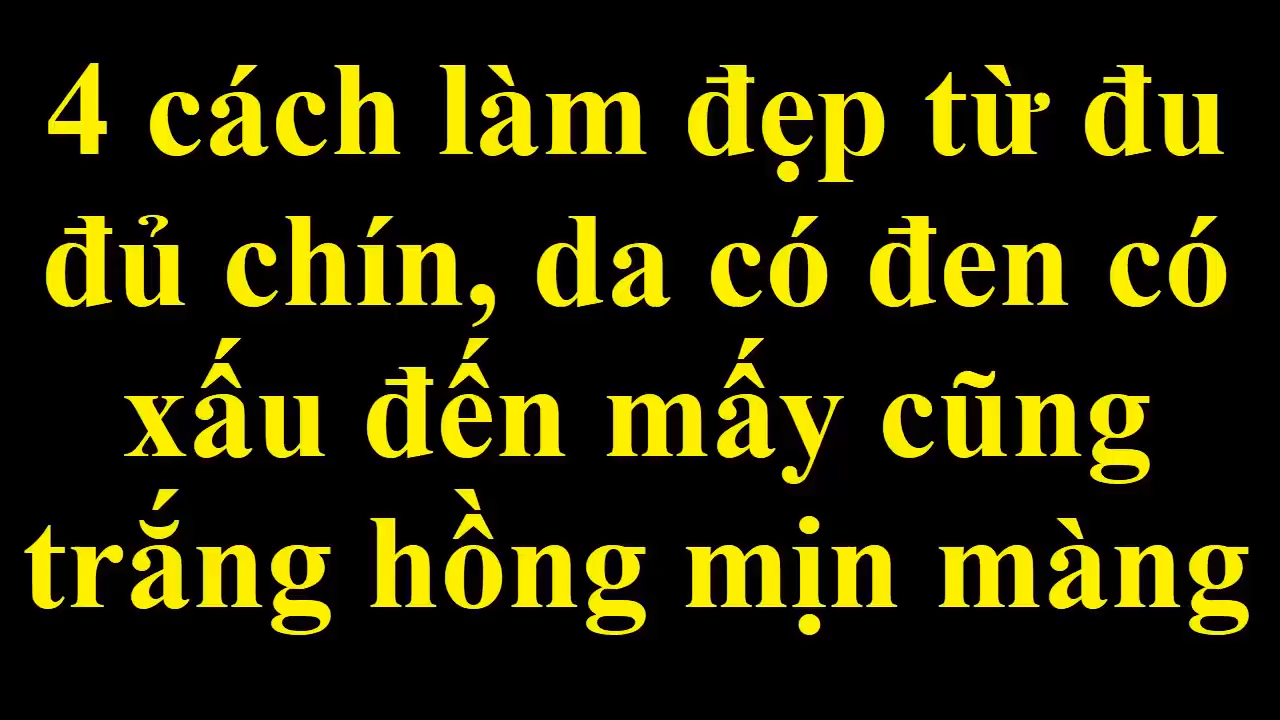 4 cách làm đẹp từ đu
đủ chín, da có đen có
xấu đến mấy cũng
trắng hồng mịn màng